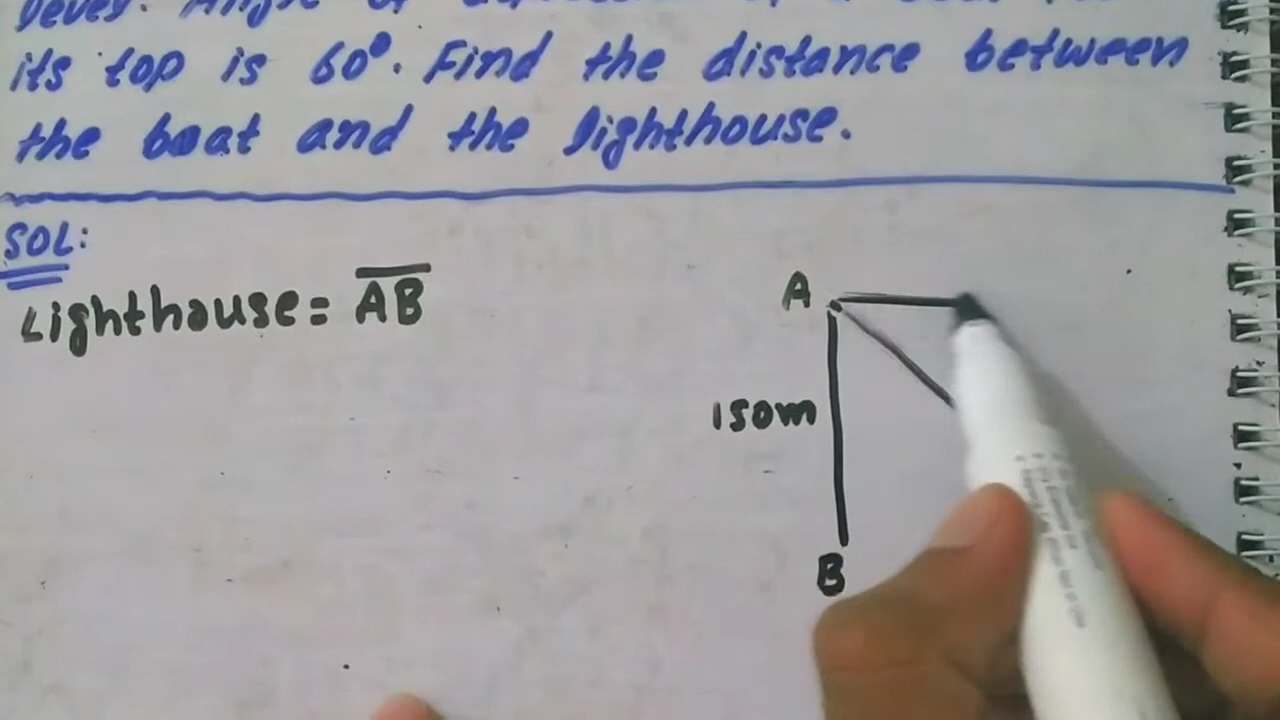 its top is 60°. Find the distance between
the boat and the lighthouse.
SOL:
Lighthouse = AB
A
150m
B